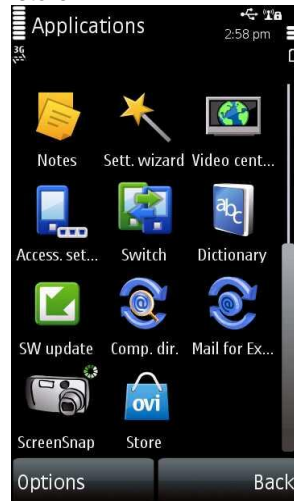 Applications
2:58 pm
3G
Notes
Sett. wizard
Video cent...
abc
Access. set...
Switch
Dictionary
@
@
SW update
Comp. dir.
Mail for Ex...
ovi
ScreenSnap
Store
Options
Back